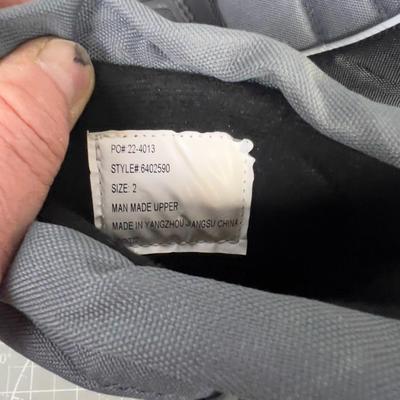 PO# 22-4013
STYLE# 6402590
SIZE: 2
MAN MADE UPPER
MADE IN YANGZHOU JIANGSU CHINA